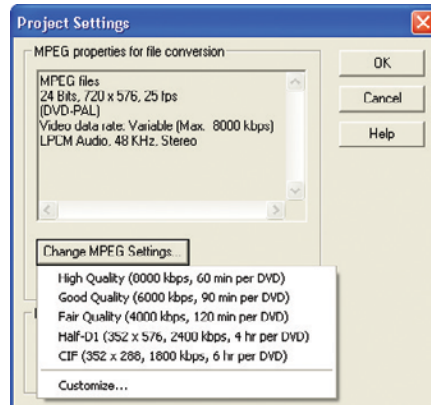 Project Settings
MPEG properties for file conversion
MPEG files
24 Bits, 720 x 576, 25 fps
(DVD-PAL)
Video data rate: Variable (Max. 8000 kbps)
LPCM Audio, 48 KHz, Stereo
OK
Cancel
Help
Change MPEG Settings...
High Quality (8000 kbps, 60 min per DVD)
Good Quality (6000 kbps, 90 min per DVD)
Fair Quality (4000 kbps, 120 min per DVD)
Half-D1 (352 x 576, 2400 kbps, 4 hr per DVD)
CIF (352 x 288, 1800 kbps, 6 hr per DVD)
Customize...